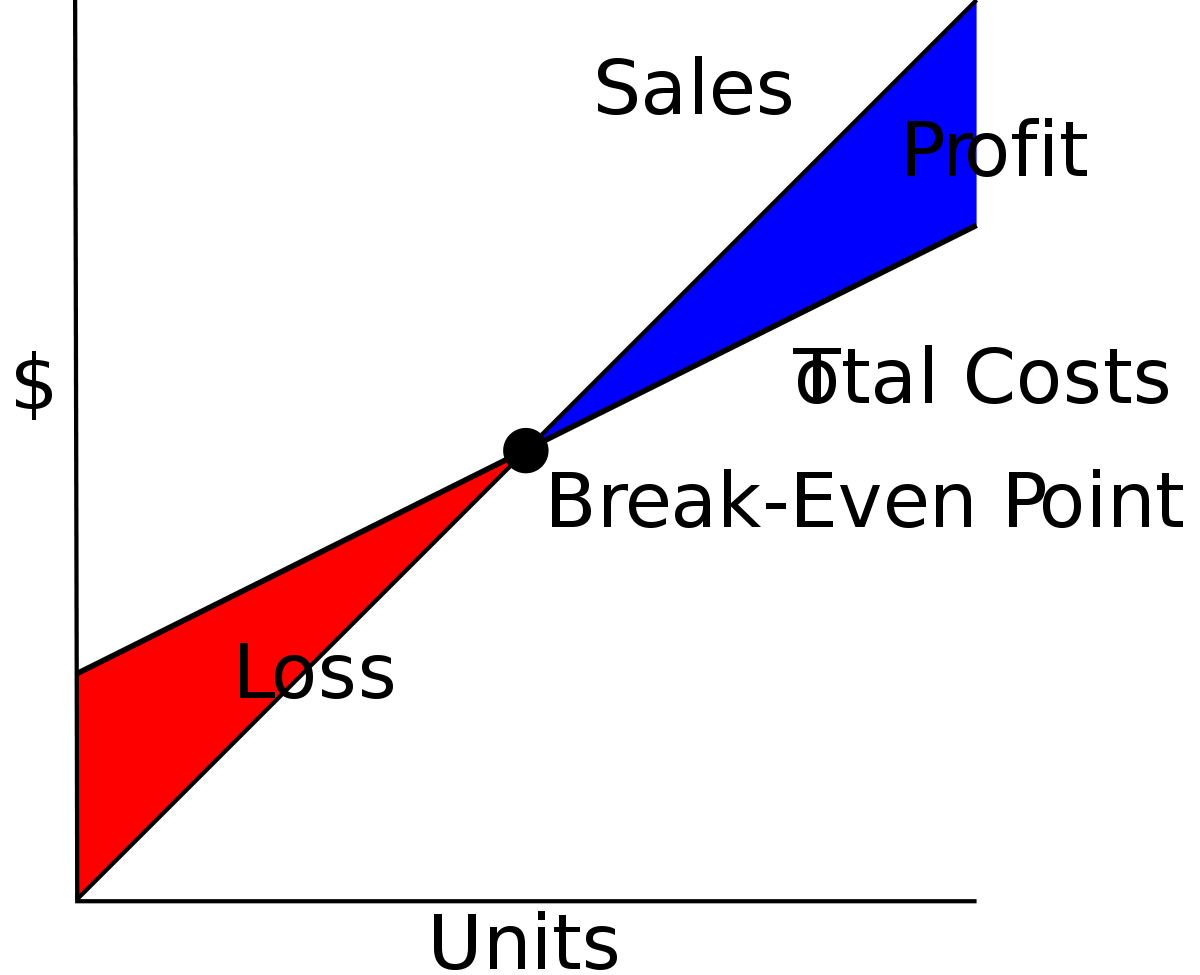 Sales
Profit
$
Total Costs
Break-Even Point
Loss
Units